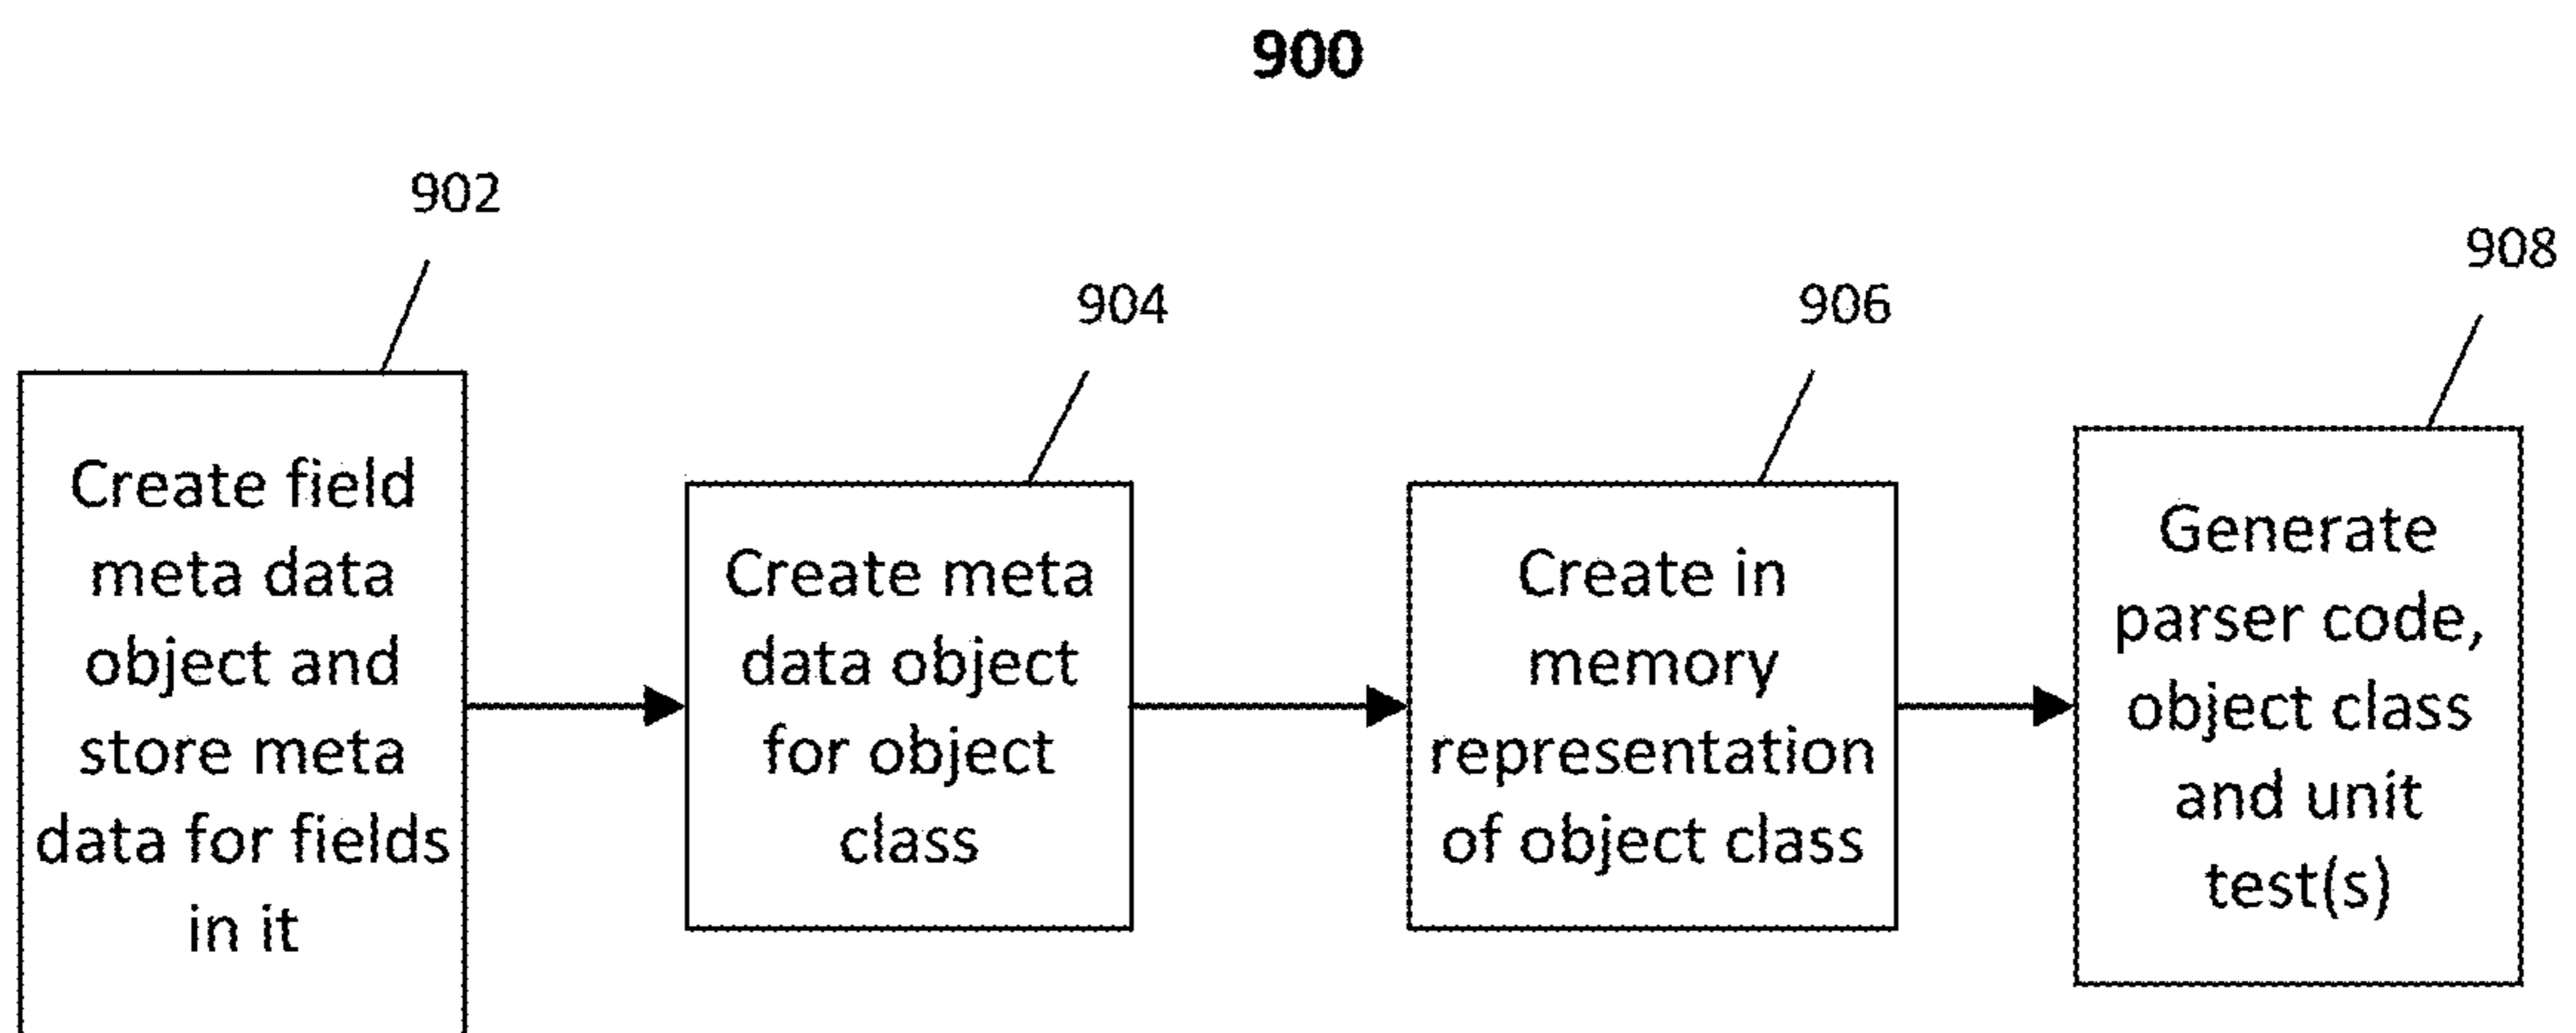 900
902
Create field
meta data
object and
store meta
data for fields
in it
904
Create meta
data object
for object
class
906
Create in
memory
representation
of object class
908
Generate
parser code,
object class
and unit
test(s)